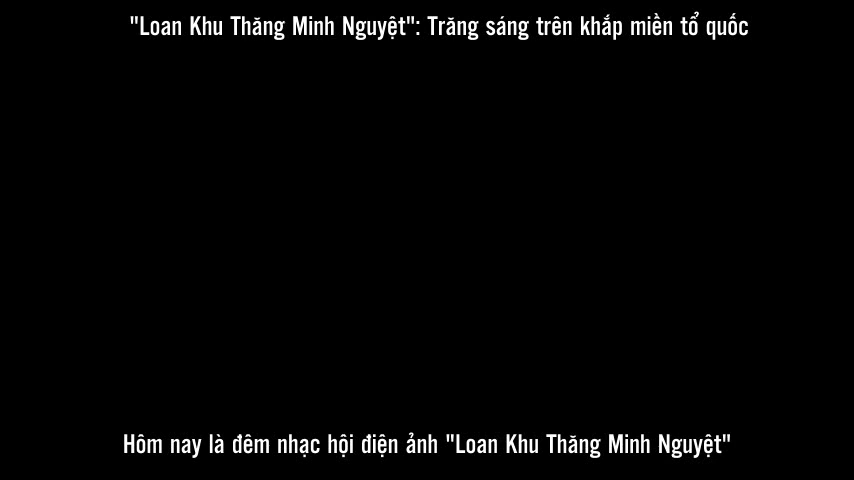 "Loan Khu Thăng Minh Nguyệt": Trăng sáng trên khắp miền tổ quốc
Hôm nay là đêm nhạc hội điện ảnh "Loan Khu Thăng Minh Nguyệt"